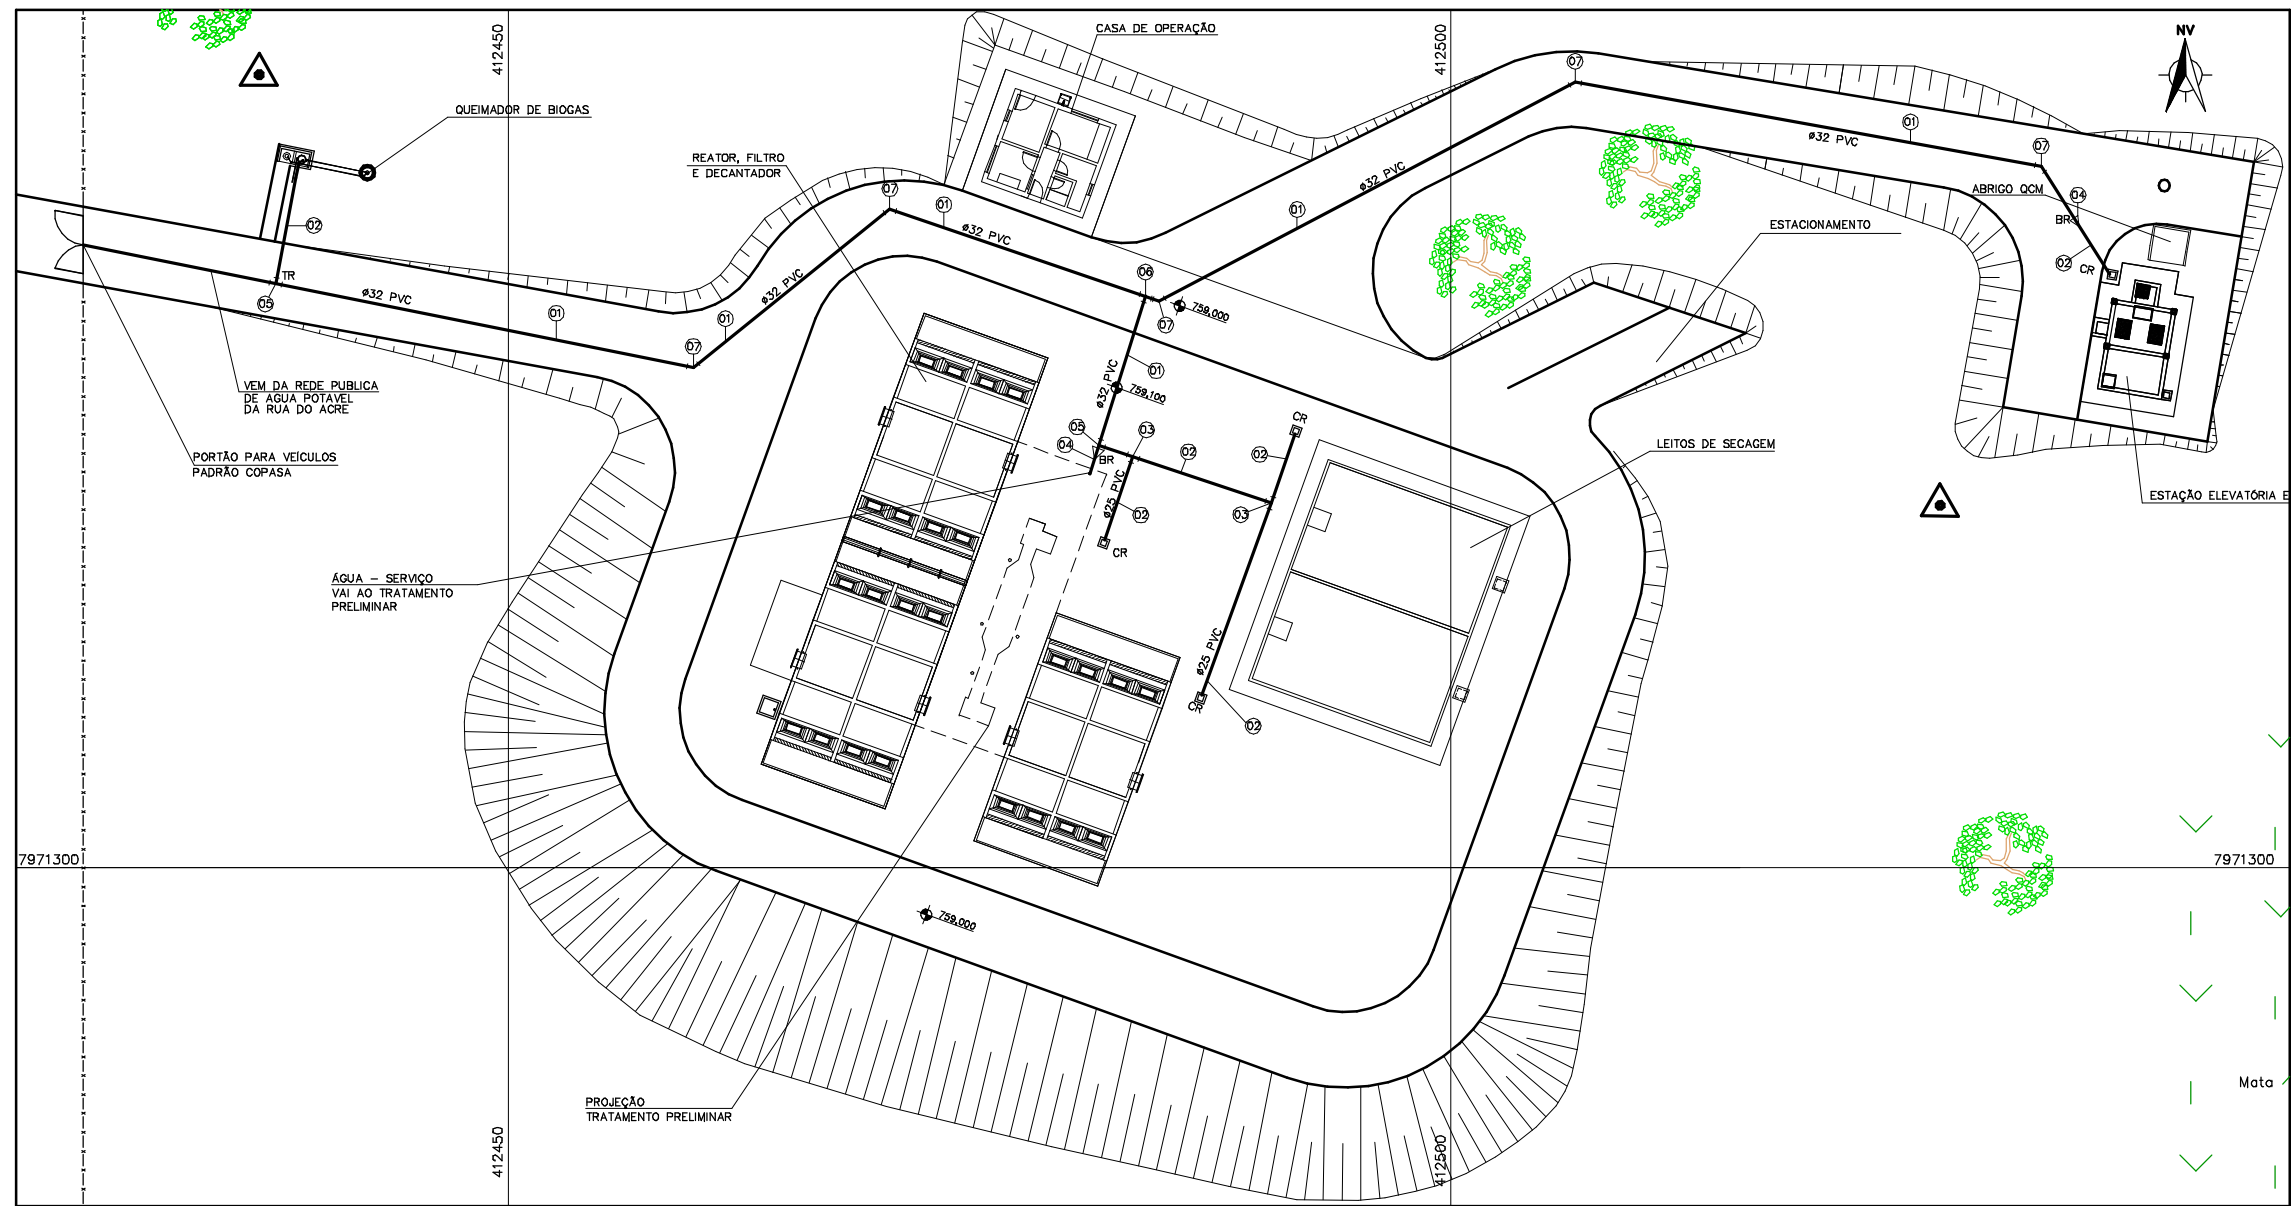 CASA DE OPERAÇÃO
412450
412500
NV
07
QUEIMADOR DE BIOGAS
01
ø32 PVC
07
REATOR, FILTRO
E DECANTADOR
ø32 PVC
07
01
ø32 PVC
01
ABRIGO QCM
04
BR
02
ESTACIONAMENTO
02
CR
TR
05
ø32 PVC
ø32 PVC
06
759,000
07
01
01
07
01
ø32 PVC
759,100
VEM DA REDE PUBLICA
DE AGUA POTAVEL
DA RUA DO ACRE
CR
05
03
04
BR
02
02
LEITOS DE SECAGEM
PORTÃO PARA VEÍCULOS
PADRÃO COPASA
ø25 PVC
02
03
ESTAÇÃO ELEVATÓRIA E
CR
ÁGUA – SERVIÇO
VAI AO TRATAMENTO
PRELIMINAR
ø25 PVC
CR
02
7971300
7971300
759,000
Mata
PROJEÇÃO
TRATAMENTO PRELIMINAR
412450
412500